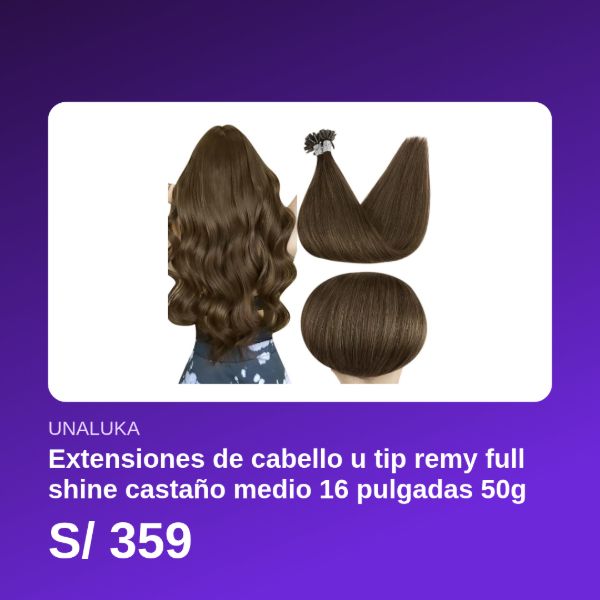 UNALUKA
Extensiones de cabello u tip remy full
shine castaño medio 16 pulgadas 50g
S/ 359